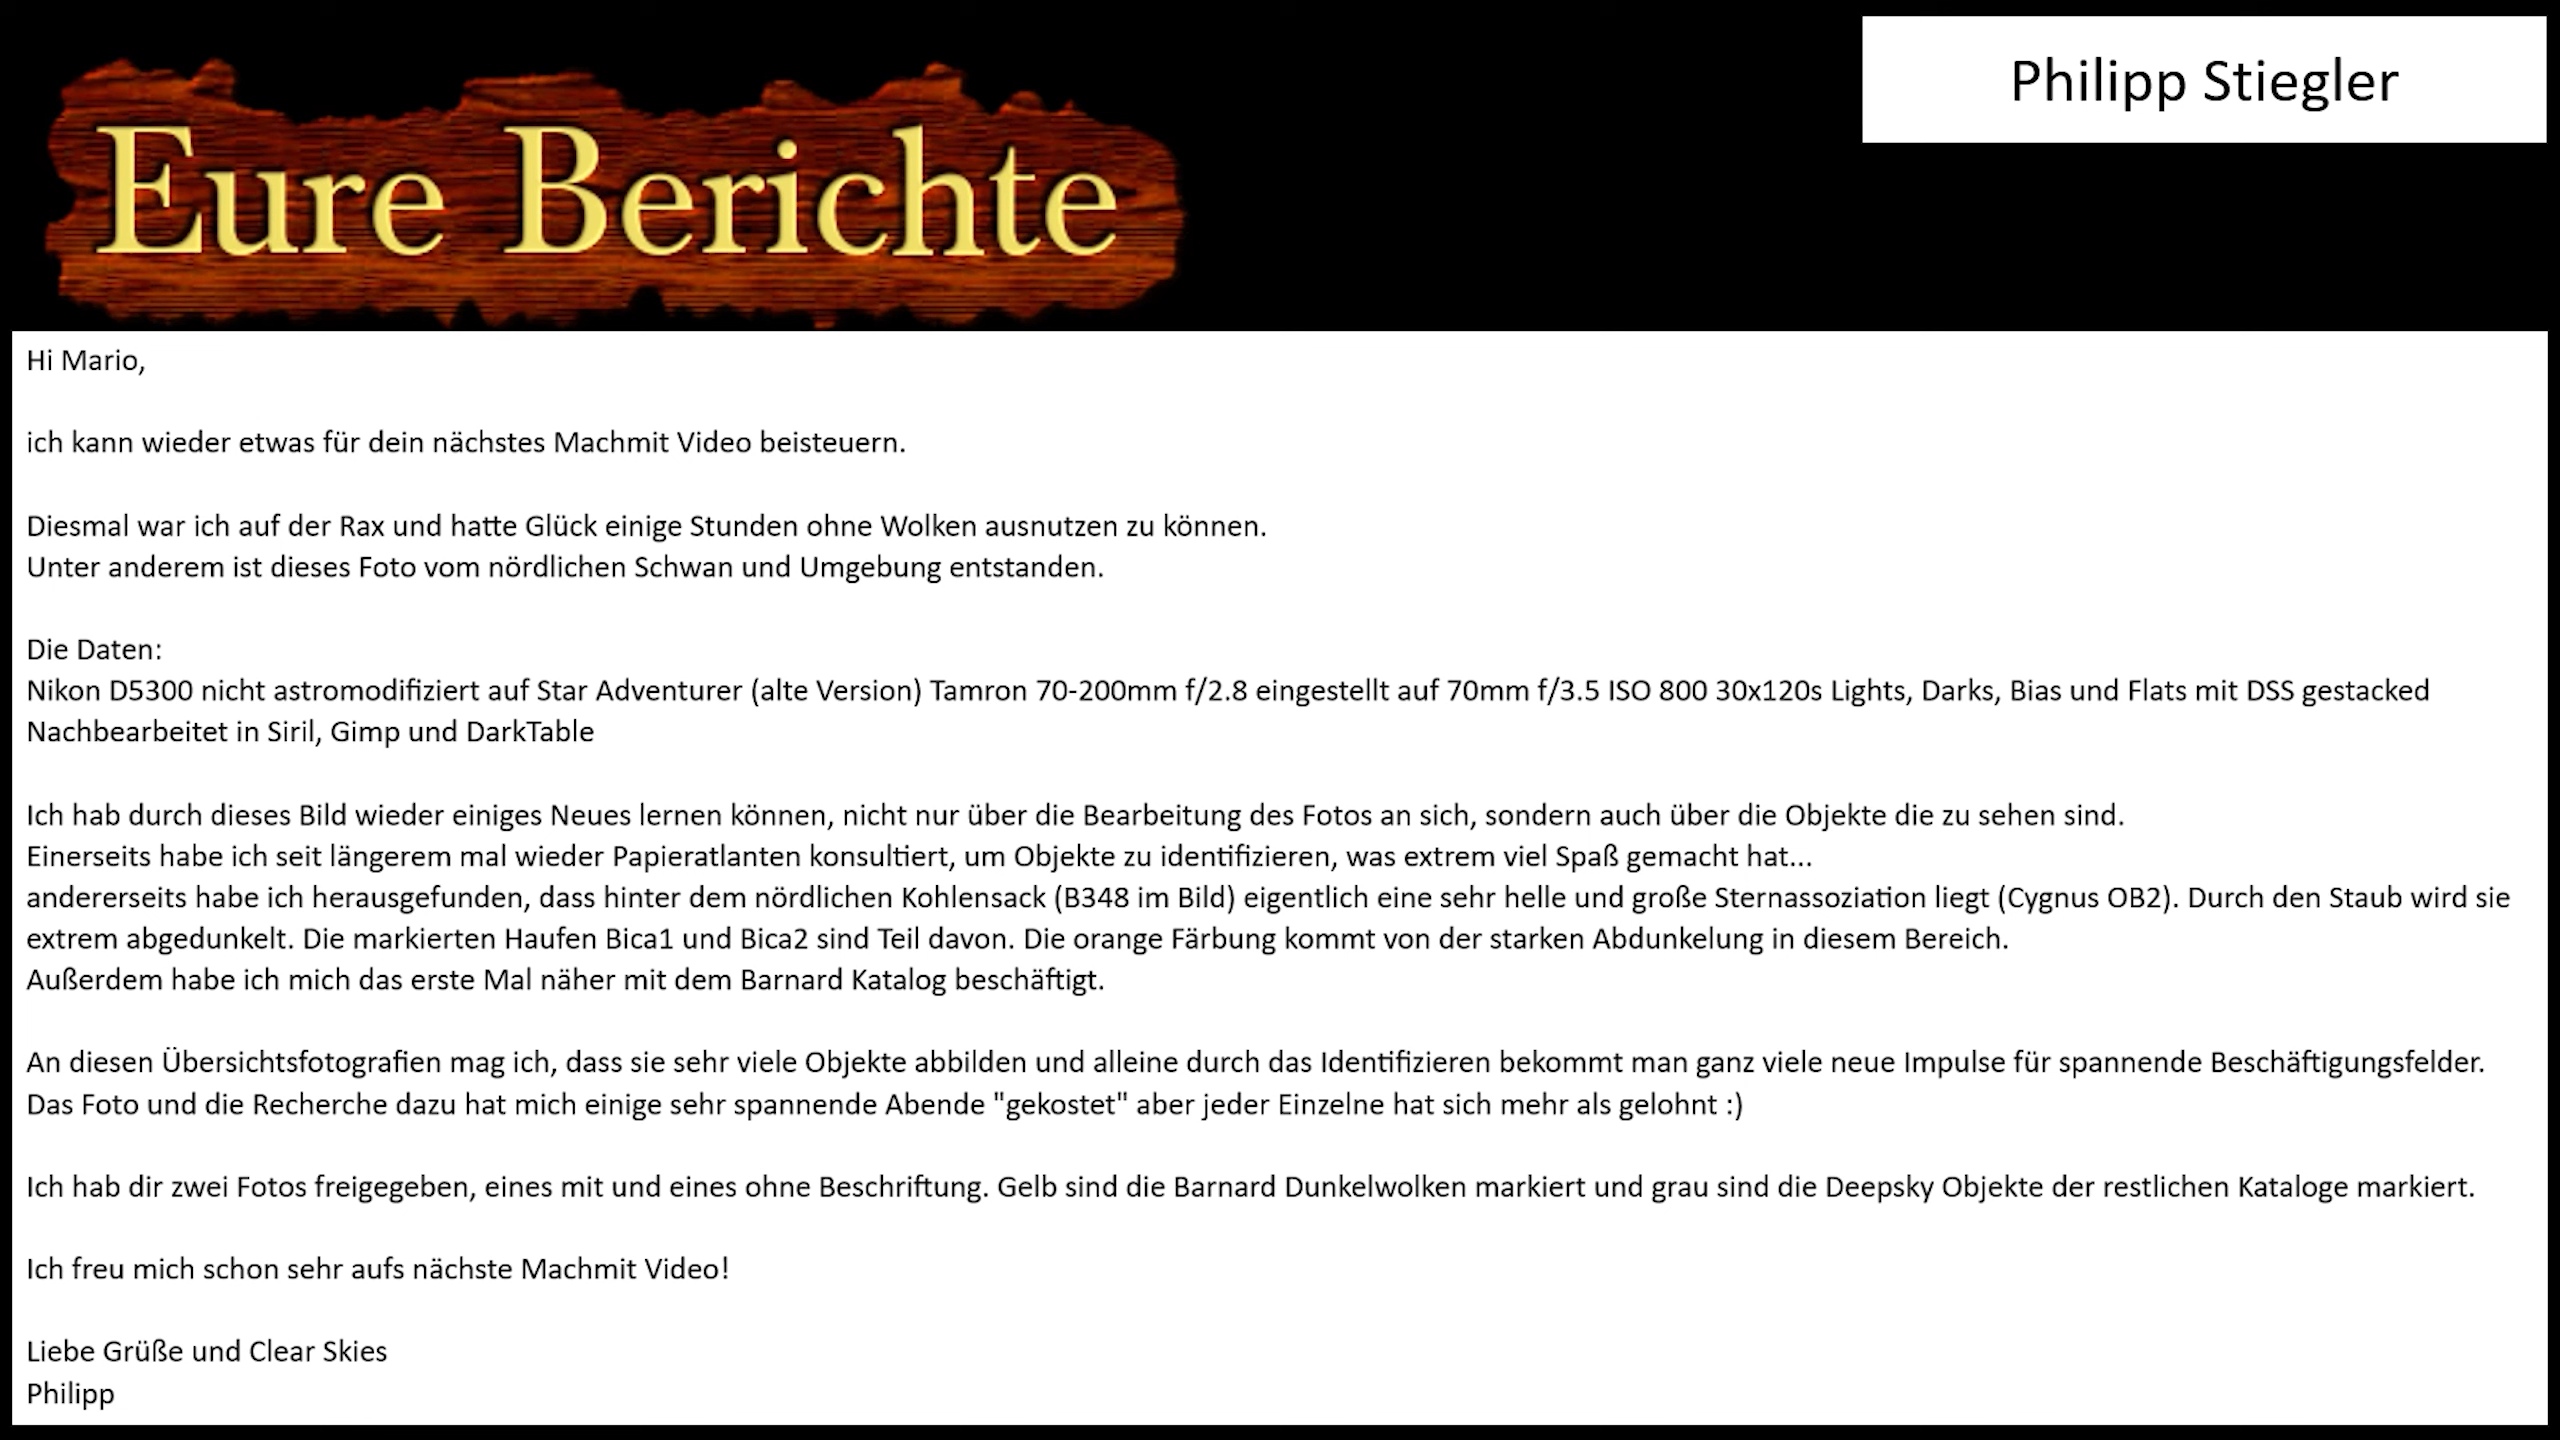 Philipp Stiegler
Eure Berichte
Hi Mario,
ich kann wieder etwas für dein nächstes Machmit Video beisteuern.
Diesmal war ich auf der Rax und hatte Glück einige Stunden ohne Wolken ausnutzen zu können.
Unter anderem ist dieses Foto vom nördlichen Schwan und Umgebung entstanden.
Die Daten:
Nikon D5300 nicht astromodifiziert auf Star Adventurer (alte Version) Tamron 70-200mm f/2.8 eingestellt auf 70mm f/3.5 ISO 800 30x120s Lights, Darks, Bias und Flats mit DSS gestacked
Nachbearbeitet in Siril, Gimp und DarkTable
Ich hab durch dieses Bild wieder einiges Neues lernen können, nicht nur über die Bearbeitung des Fotos an sich, sondern auch über die Objekte die zu sehen sind.
Einerseits habe ich seit längerem mal wieder Papieratlanten konsultiert, um Objekte zu identifizieren, was extrem viel Spaß gemacht hat...
andererseits habe ich herausgefunden, dass hinter dem nördlichen Kohlensack (B348 im Bild) eigentlich eine sehr helle und große Sternassoziation liegt (Cygnus OB2). Durch den Staub wird sie
extrem abgedunkelt. Die markierten Haufen Bica1 und Bica2 sind Teil davon. Die orange Färbung kommt von der starken Abdunkelung in diesem Bereich.
Außerdem habe ich mich das erste Mal näher mit dem Barnard Katalog beschäftigt.
An diesen Übersichtsfotografien mag ich, dass sie sehr viele Objekte abbilden und alleine durch das Identifizieren bekommt man ganz viele neue Impulse für spannende Beschäftigungsfelder.
Das Foto und die Recherche dazu hat mich einige sehr spannende Abende "gekostet" aber jeder Einzelne hat sich mehr als gelohnt :)
Ich hab dir zwei Fotos freigegeben, eines mit und eines ohne Beschriftung. Gelb sind die Barnard Dunkelwolken markiert und grau sind die Deepsky Objekte der restlichen Kataloge markiert.
Ich freu mich schon sehr aufs nächste Machmit Video!
Liebe Grüße und Clear Skies
Philipp